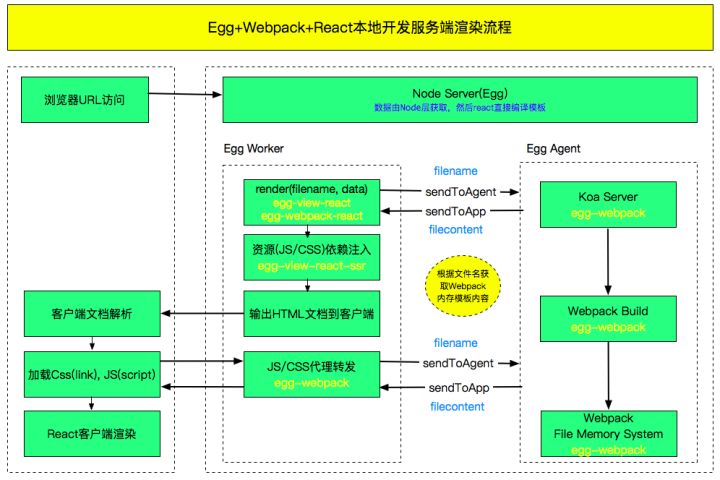 Egg+Webpack+React本地开发服务端渲染流程
浏览器URL访问
Node Server(Egg)
数据由Node层获取，然后react直接编译模板
Egg Worker
Egg Agent
render(filename, data)
egg-view-react
egg-webpack-react
filename
sendToAgent
sendToApp
filecontent
Koa Server
egg-webpack
资源(JS/CSS)依赖注入
egg-view-react-ssr
根据文件名获
取Webpack
内存模板内容
客户端文档解析
输出HTML文档到客户端
Webpack Build
egg-webpack
加载Css(link), JS(script)
JS/CSS代理转发
egg-webpack
filename
sendToAgent
sendToApp
filecontent
React客户端渲染
Webpack
File Memory System
egg-webpack